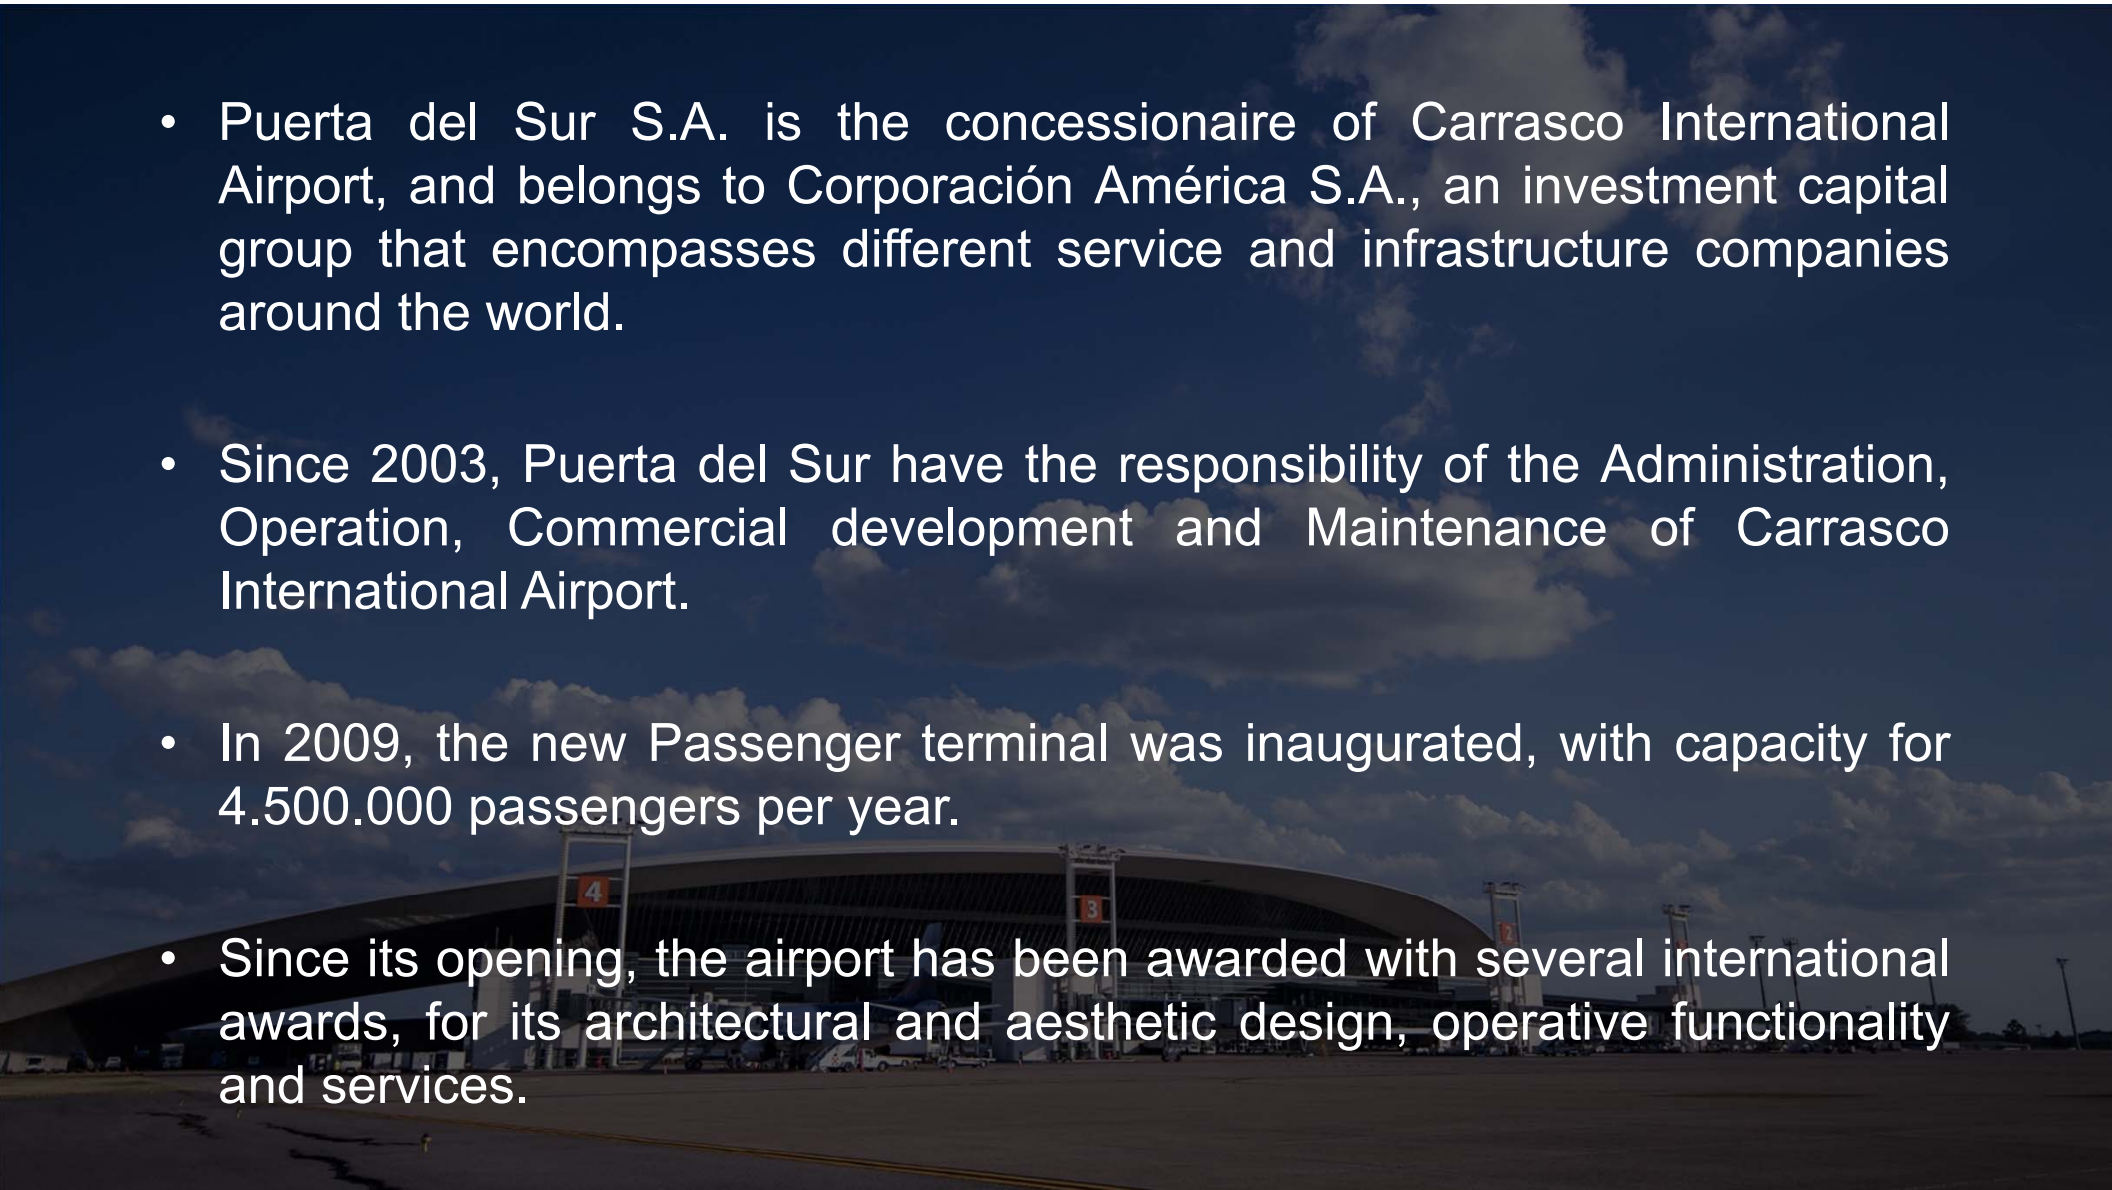 • Puerta del Sur S.A. is the concessionaire of Carrasco International
Airport, and belongs to Corporación América S.A., an investment capital
group that encompasses different service and infrastructure companies
around the world.
• Since 2003, Puerta del Sur have the responsibility of the Administration,
Operation, Commercial development and Maintenance of Carrasco
International Airport.
• In 2009, the new Passenger terminal was inaugurated, with capacity for
4.500.000 passengers per year.
4
3
2
• Since its opening, the airport has been awarded with several international
awards, for its architectural and aesthetic design, operative functionality
and services.